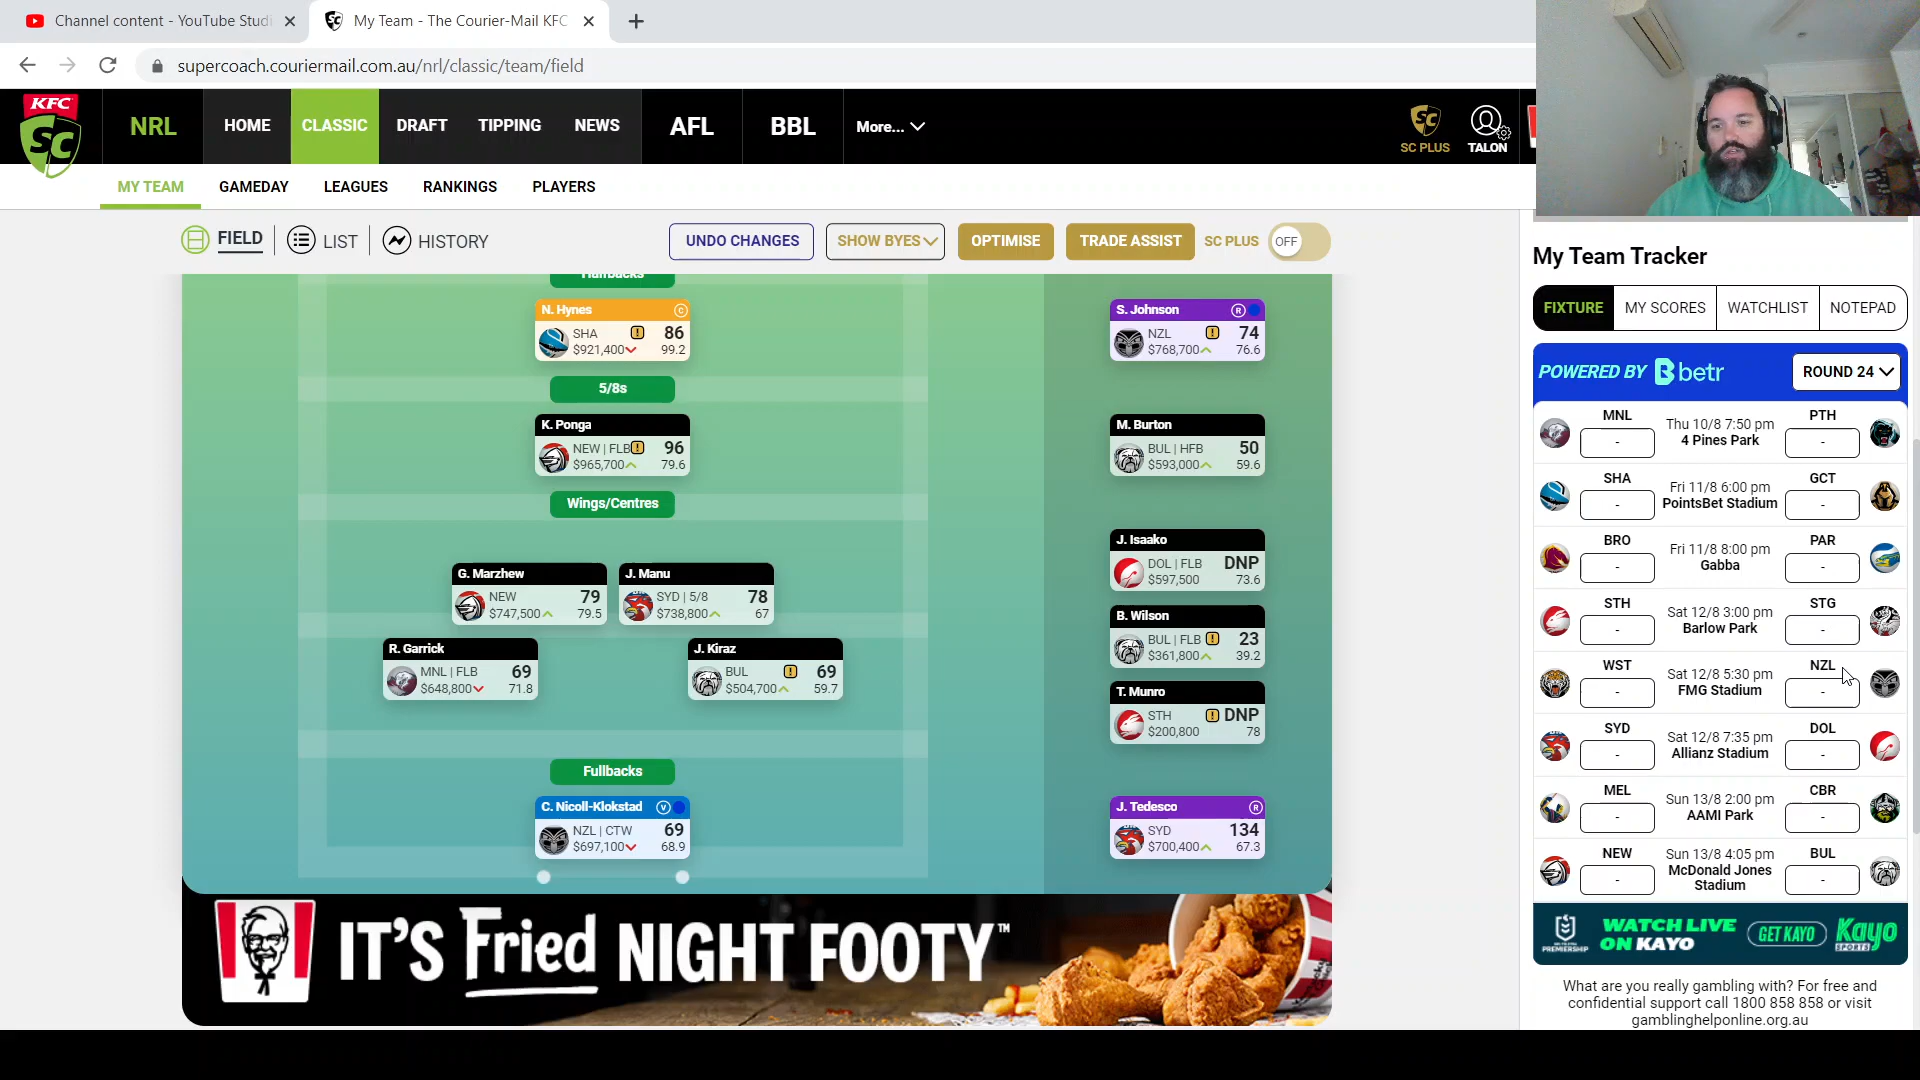 Channel content - YouTube Studi
My Team - The Courier-Mail KFC
supercoach.couriermail.com.au/nrl/classic/team/field
KFC
SC
NRL
HOME
CLASSIC
DRAFT
TIPPING
NEWS
AFL
BBL
More...
SC
SC PLUS
TALON
MY TEAM
GAMEDAY
LEAGUES
RANKINGS
PLAYERS
FIELD
LIST
HISTORY
UNDO CHANGES
SHOW BYES
OPTIMISE
TRADE ASSIST
SC PLUS
OFF
Halfbacks
N. Hynes C
SHA ! 86
$921,400 99.2
S. Johnson R
NZL ! 74
$768,700 76.6
5/8s
K. Ponga
NEW | FLB ! 96
$965,700 79.6
M. Burton
BUL | HFB 50
$593,000 59.6
Wings/Centres
G. Marzhew
NEW 79
$747,500 79.5
J. Manu
SYD | 5/8 78
$738,800 67
R. Garrick
MNL | FLB 69
$648,800 71.8
J. Kiraz
BUL ! 69
$504,700 59.7
J. Isaako
DOL | FLB DNP
$597,500 73.6
B. Wilson
BUL | FLB ! 23
$361,800 39.2
T. Munro
STH ! DNP
$200,800 78
Fullbacks
C. Nicoll-Klokstad V
NZL | CTW 69
$697,100 68.9
J. Tedesco R
SYD 134
$700,400 67.3
KFC
IT'S Fried NIGHT FOOTY™
My Team Tracker
FIXTURE
MY SCORES
WATCHLIST
NOTEPAD
POWERED BY betr
ROUND 24
MNL - Thu 10/8 7:50 pm PTH -
4 Pines Park
SHA - Fri 11/8 6:00 pm GCT -
PointsBet Stadium
BRO - Fri 11/8 8:00 pm PAR -
Gabba
STH - Sat 12/8 3:00 pm STG -
Barlow Park
WST - Sat 12/8 5:30 pm NZL -
FMG Stadium
SYD - Sat 12/8 7:35 pm DOL -
Allianz Stadium
MEL - Sun 13/8 2:00 pm CBR -
AAMI Park
NEW - Sun 13/8 4:05 pm BUL -
McDonald Jones
Stadium
NRL
PREMIERSHIP
WATCH LIVE
ON KAYO
GET KAYO
Kayo
SPORTS
What are you really gambling with? For free and
confidential support call 1800 858 858 or visit
gamblinghelponline.org.au